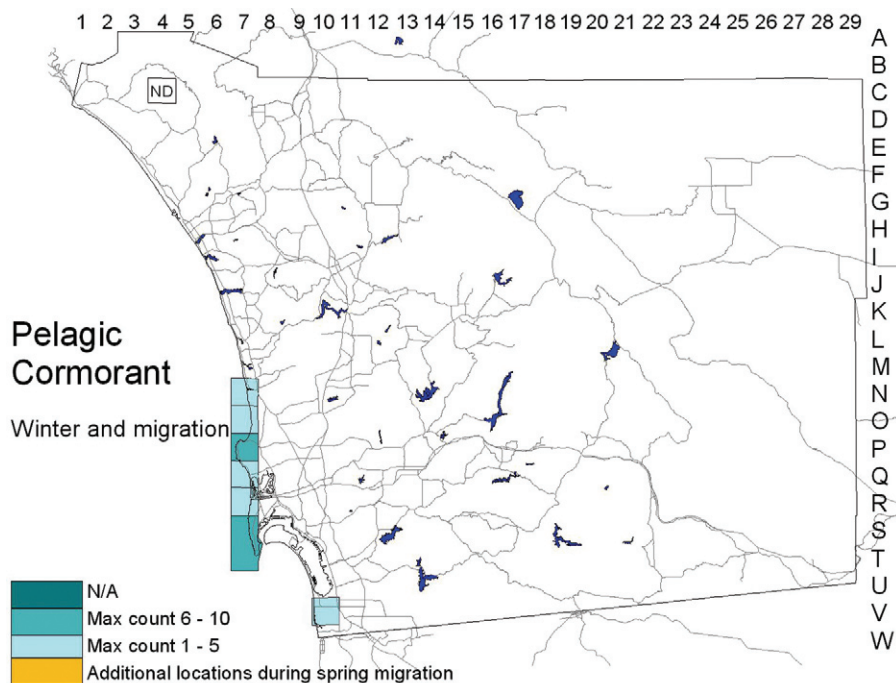 1 2 3 4 5 6 7 8 9 10 11 12 13 14 15 16 17 18 19 20 21 22 23 24 25 26 27 28 29
A
B
C
D
E
F
G
H
I
J
K
L
M
N
O
P
Q
R
S
T
U
V
W
ND
Pelagic
Cormorant
Winter and migration
N/A
Max count 6 - 10
Max count 1 - 5
Additional locations during spring migration